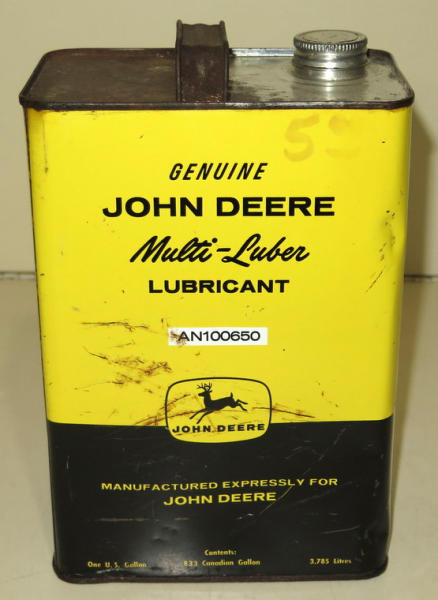 5
GENUINE
JOHN DEERE
Multi-Luber
LUBRICANT
AN100650
JOHN DEERE
MANUFACTURED EXPRESSLY FOR
JOHN DEERE
Contents:
One U.S. Gallon .833 Canadian Gallon 3.785 Litres